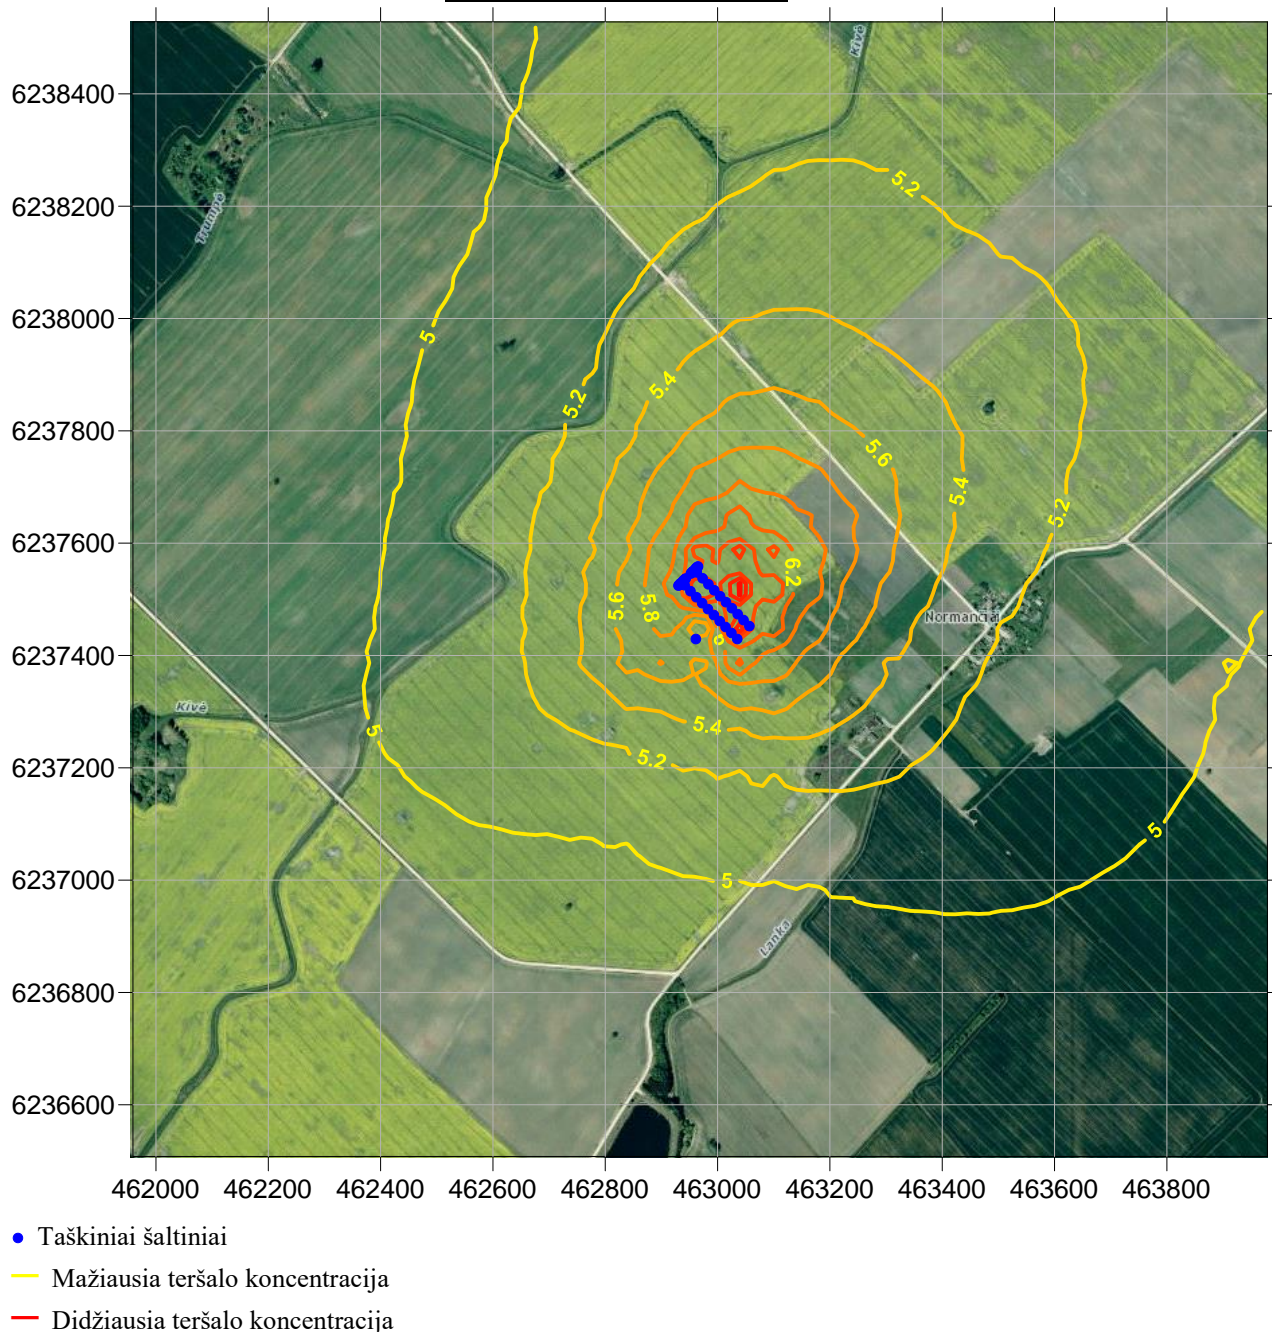 6238400
6238200
6238000
6237800
6237600
6237400
6237200
6237000
6236800
6236600
Kivė
Trumpė
5.2
5
5.4
5.2
5.6
5.4
5.2
6.2
5.6
5.8
6
Normančiai
Kivė
5
5.4
5.2
5
5
Lanka
462000 462200 462400 462600 462800 463000 463200 463400 463600 463800
Taškiniai šaltiniai
Mažiausia teršalo koncentracija
Didžiausia teršalo koncentracija